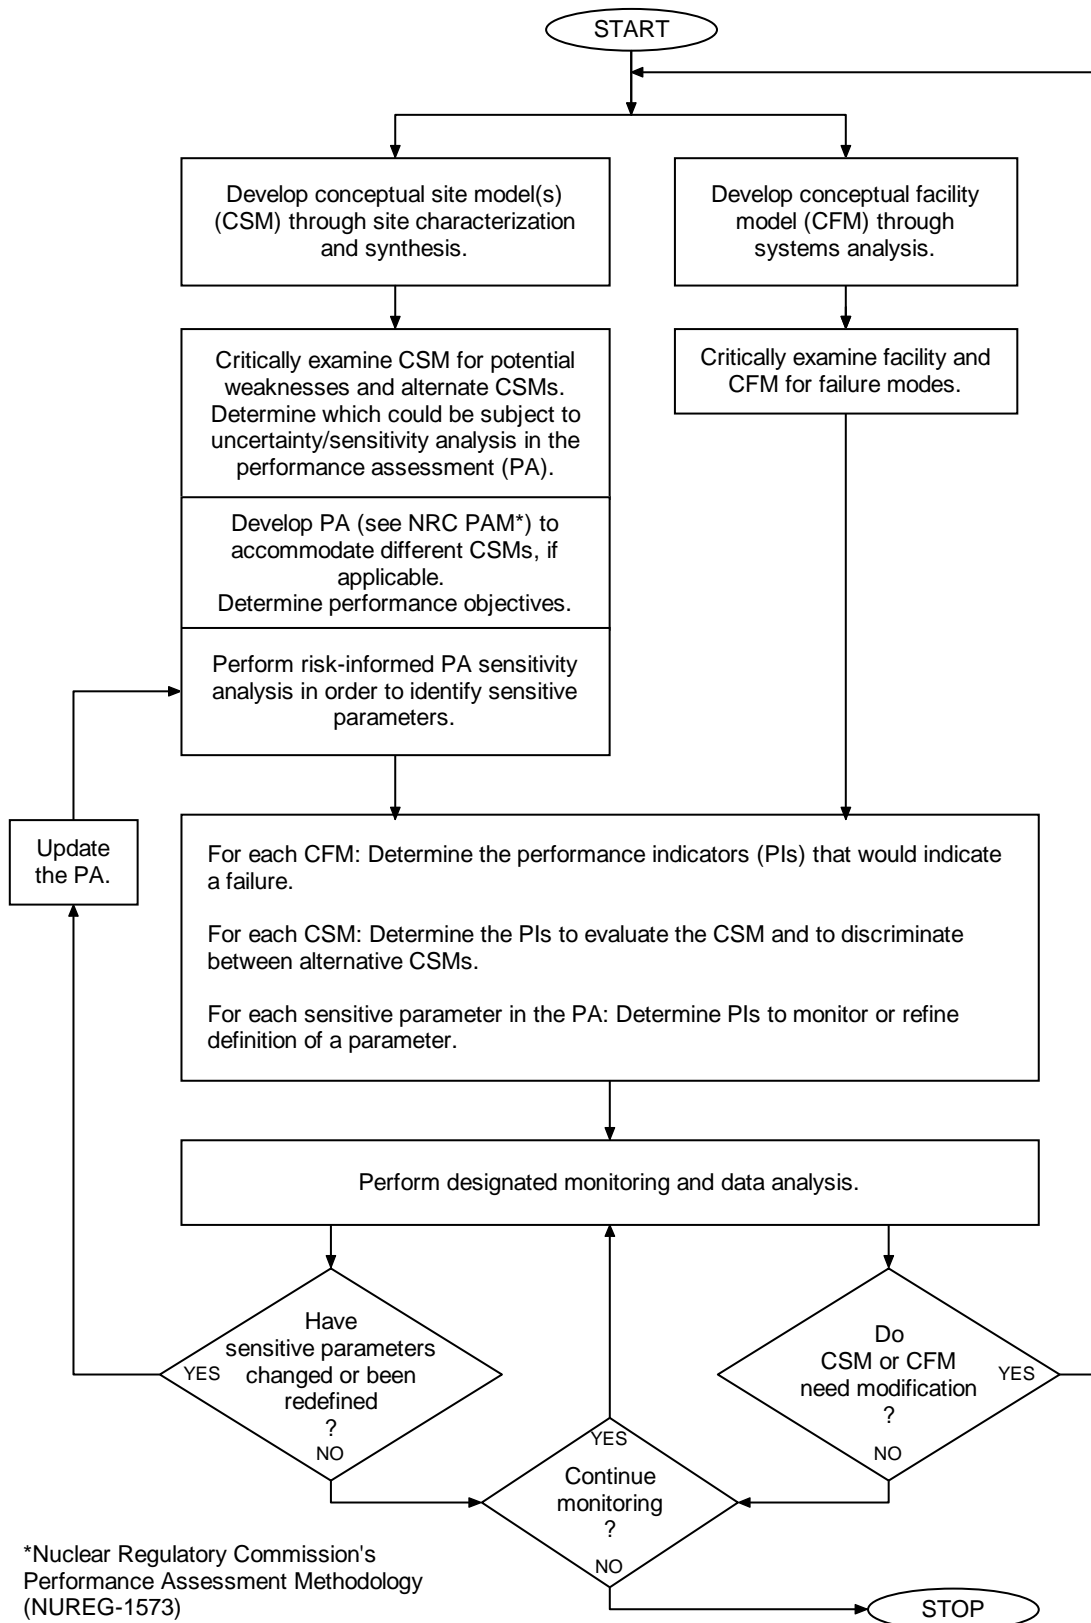 START
Develop conceptual site model(s)
(CSM) through site characterization
and synthesis.
Develop conceptual facility
model (CFM) through
systems analysis.
Critically examine CSM for potential
weaknesses and alternate CSMs.
Determine which could be subject to
uncertainty/sensitivity analysis in the
performance assessment (PA).
Critically examine facility and
CFM for failure modes.
Develop PA (see NRC PAM*) to
accommodate different CSMs, if
applicable.
Determine performance objectives.
Perform risk-informed PA sensitivity
analysis in order to identify sensitive
parameters.
Update
the PA.
For each CFM: Determine the performance indicators (PIs) that would indicate
a failure.
For each CSM: Determine the PIs to evaluate the CSM and to discriminate
between alternative CSMs.
For each sensitive parameter in the PA: Determine PIs to monitor or refine
definition of a parameter.
Perform designated monitoring and data analysis.
Have
sensitive parameters
changed or been
redefined
?
YES
NO
Do
CSM or CFM
need modification
?
YES
NO
YES
Continue
monitoring
?
NO
STOP
*Nuclear Regulatory Commission's
Performance Assessment Methodology
(NUREG-1573)